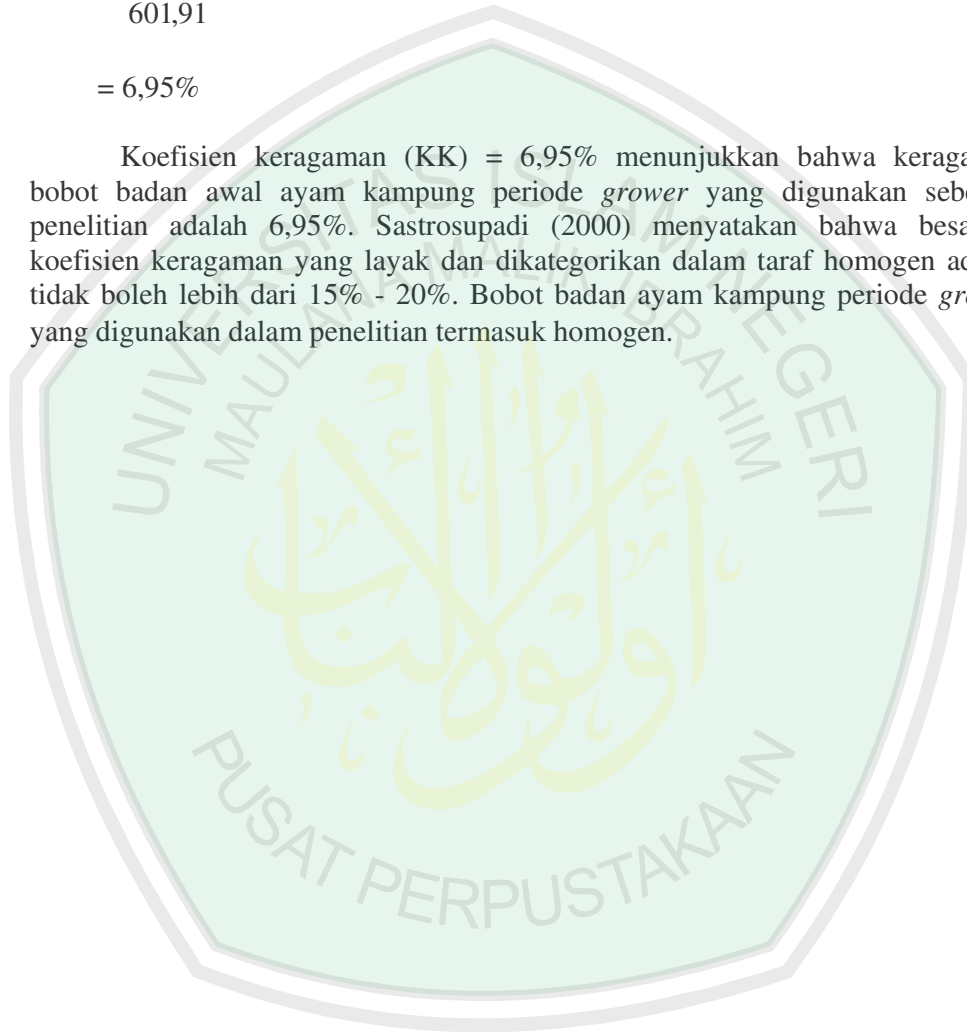 601,91
= 6,95%
Koefisien keragaman (KK) = 6,95% menunjukkan bahwa keraga
bobot badan awal ayam kampung periode grower yang digunakan sebe
penelitian adalah 6,95%. Sastrosupadi (2000) menyatakan bahwa besa
koefisien keragaman yang layak dan dikategorikan dalam taraf homogen ad
tidak boleh lebih dari 15% - 20%. Bobot badan ayam kampung periode gr
yang digunakan dalam penelitian termasuk homogen.
UNIVERSITAS ISLAM NEGERI
MAULANA MALIK IBRAHIM
أولوا الألباب
PUSAT PERPUSTAKAAN